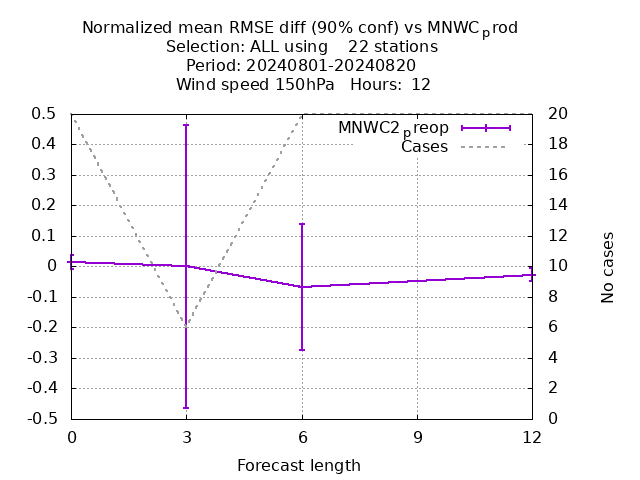 Normalized mean RMSE diff (90% conf) vs MNWCprod
Selection: ALL using 22 stations
Period: 20240801-20240820
Wind speed 150hPa Hours: 12
0.5 20
MNWC2preop
0.4 18
Cases
0.3 16
0.2 14
0.1 12
0 10
-0.1 8
-0.2 6
-0.3 4
-0.4 2
-0.5 0
No cases
0 3 6 9 12
Forecast length